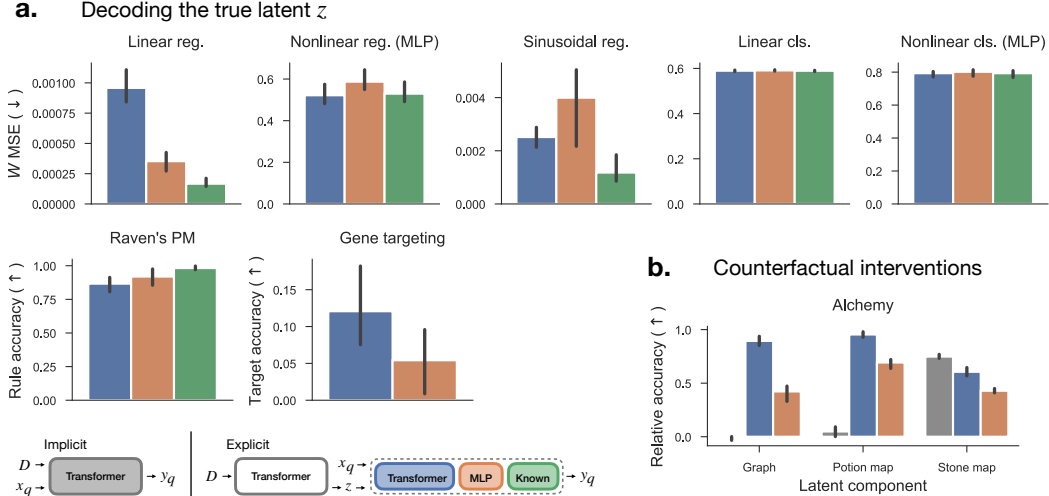 a. Decoding the true latent z
Linear reg.
Nonlinear reg. (MLP)
Sinusoidal reg.
Linear cls.
Nonlinear cls. (MLP)
W MSE (↓)
0.00100
0.00075
0.00050
0.00025
0.00000
0.6
0.4
0.2
0.0
0.004
0.002
0.000
0.6
0.4
0.2
0.0
0.8
0.6
0.4
0.2
0.0
Raven's PM
Rule accuracy (↑)
1.00
0.75
0.50
0.25
0.00
Gene targeting
Target accuracy (↑)
0.15
0.10
0.05
0.00
b. Counterfactual interventions
Alchemy
Relative accuracy (↑)
1.0
0.5
0.0
Graph
Potion map
Stone map
Latent component
Implicit
D → Transformer → yq
xq →
Explicit
D → Transformer
xq →
z →
Transformer MLP Known → yq